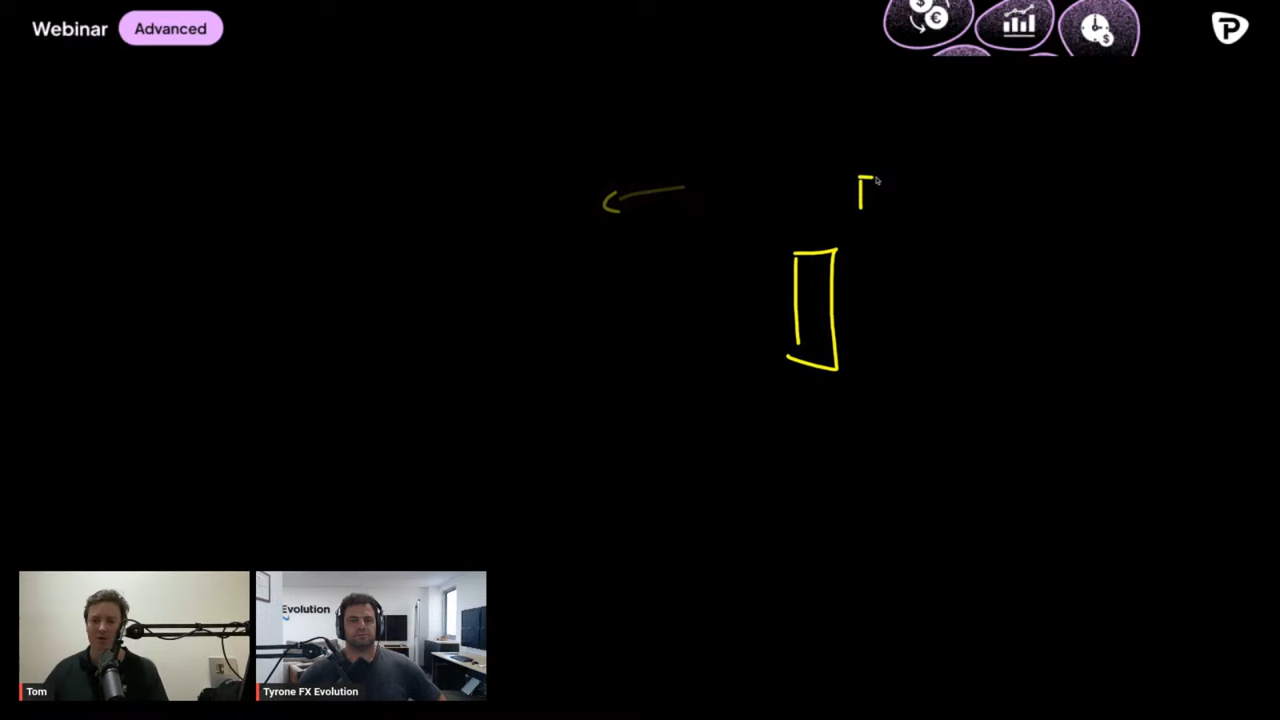 Webinar
Advanced
Evolution
Tom
Tyrone FX Evolution